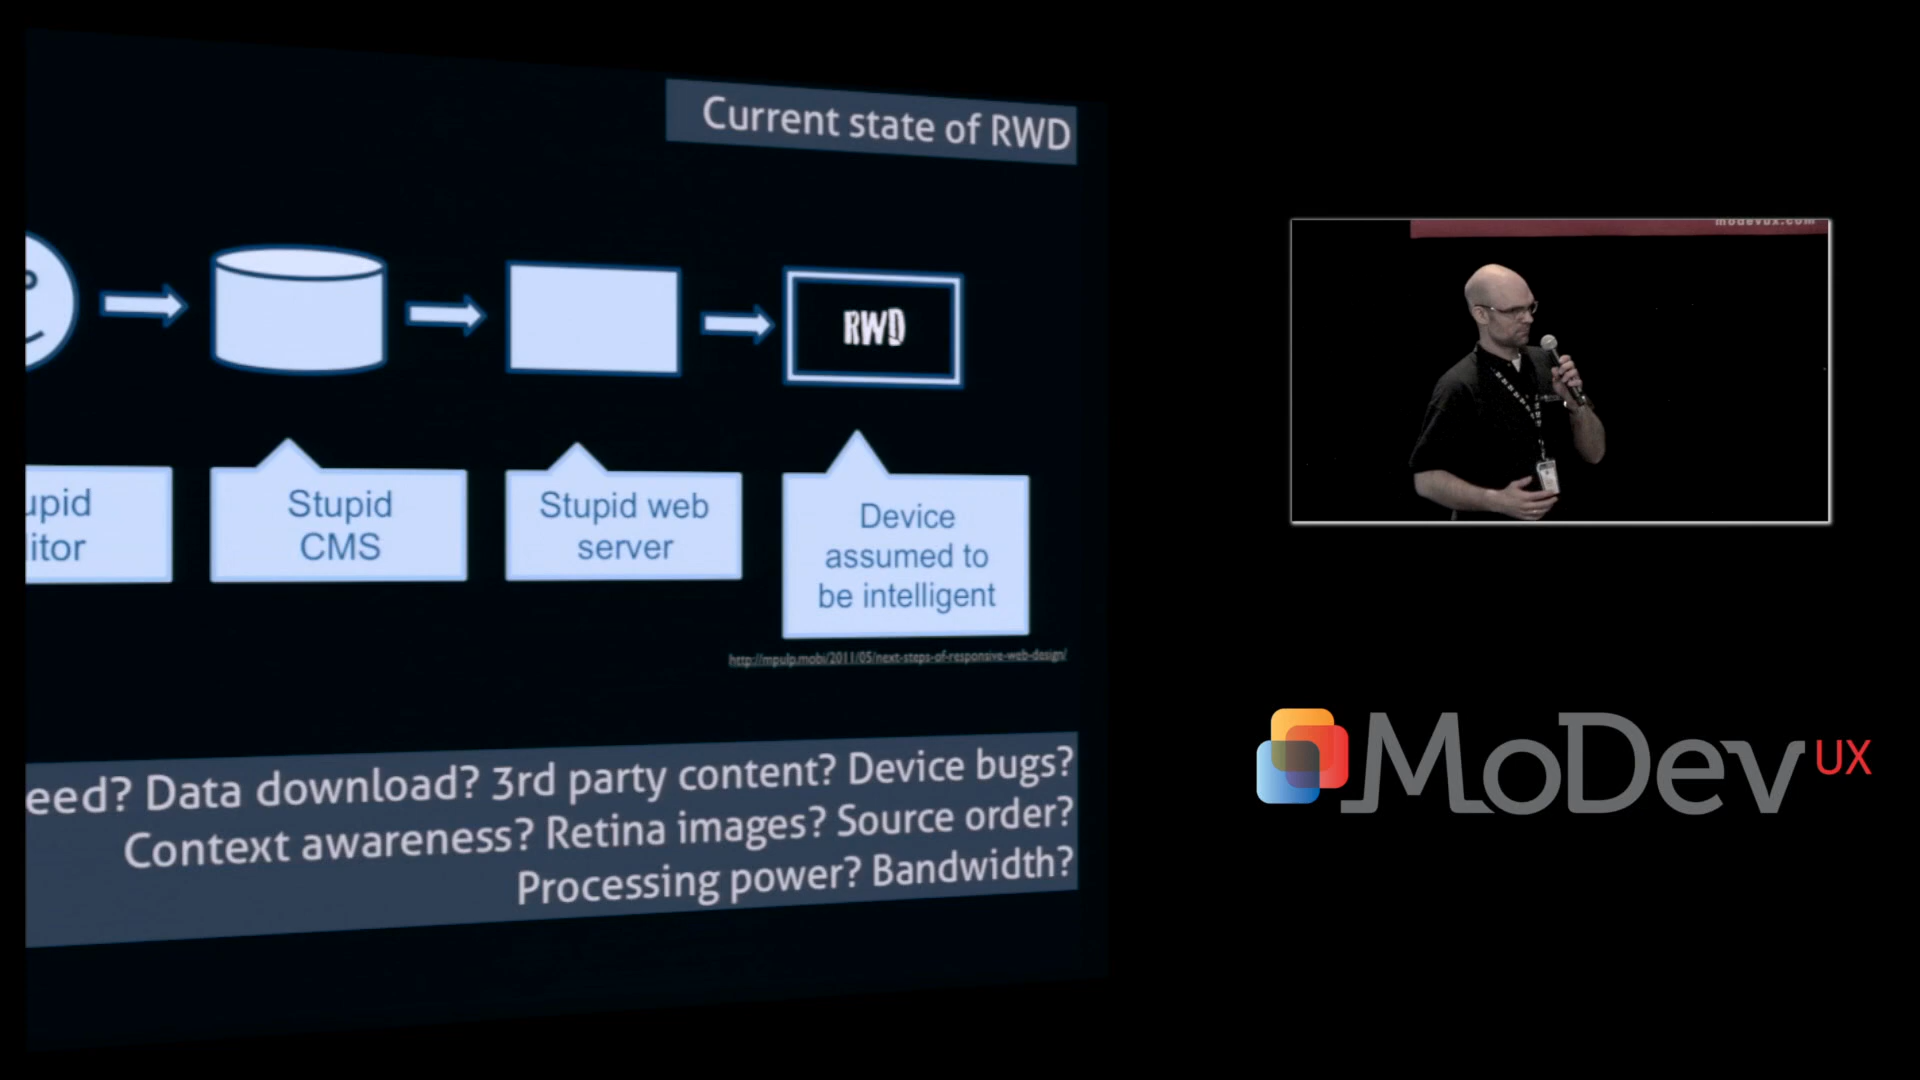 Current state of RWD
modevux.com
RWD
upid
itor
Stupid
CMS
Stupid web
server
Device
assumed to
be intelligent
http://mpulp.mobi/2011/05/next-steps-of-responsive-web-design/
eed? Data download? 3rd party content? Device bugs?
Context awareness? Retina images? Source order?
Processing power? Bandwidth?
MoDev UX